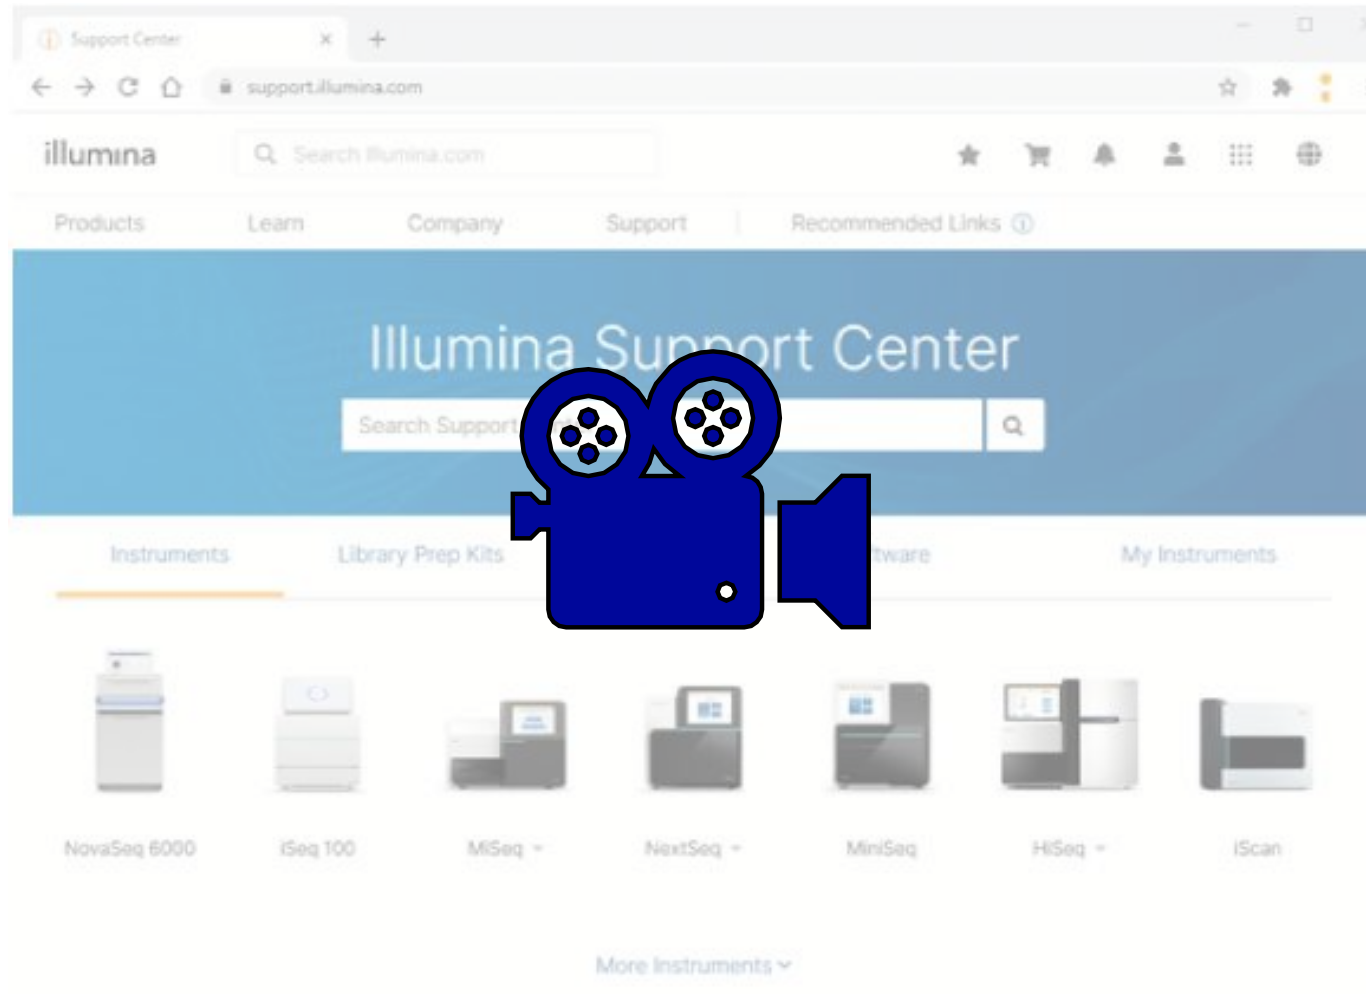 Support Center
support.illumina.com
illumina
Search Illumina.com
Products Learn Company Support Recommended Links
Illumina Support Center
Search Support
Instruments Library Prep Kits My Instruments
NovaSeq 6000 iSeq 100 MiSeq NextSeq MiniSeq HiSeq iScan
More Instruments